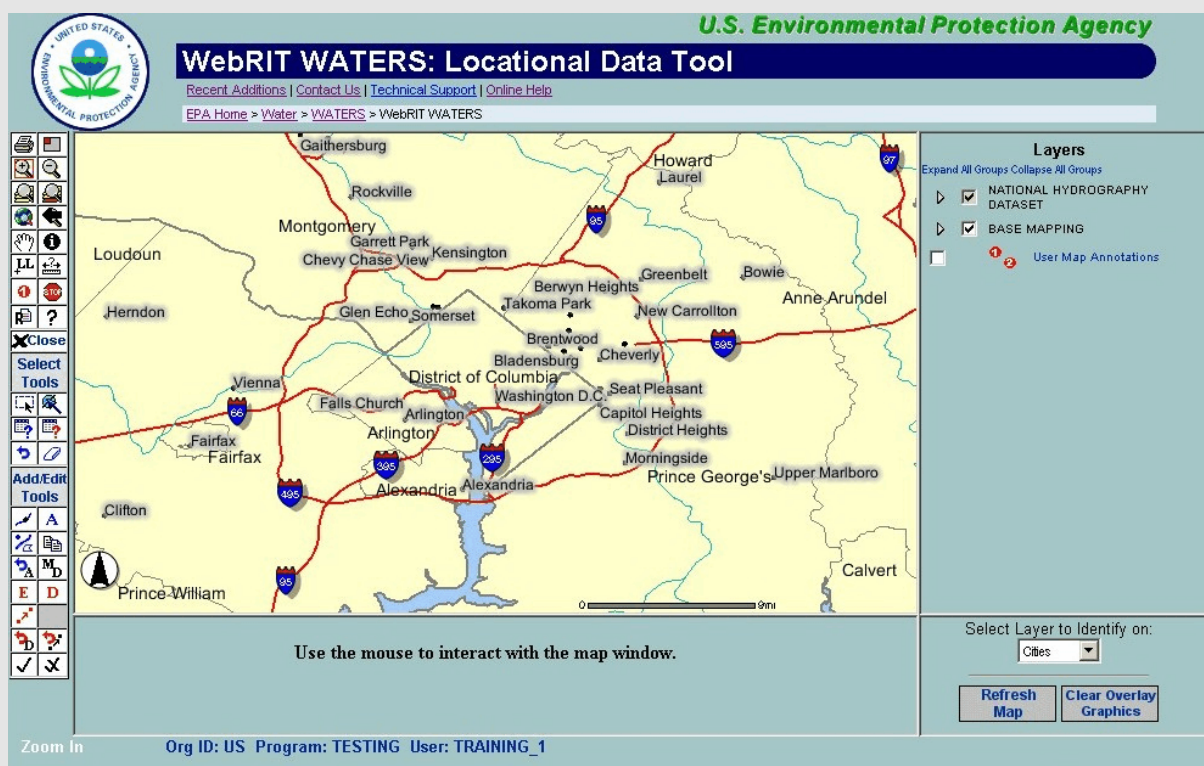 U.S. Environmental Protection Agency
UNITED STATES
ENVIRONMENTAL PROTECTION AGENCY
WebRIT WATERS: Locational Data Tool
Recent Additions | Contact Us | Technical Support | Online Help
EPA Home > Water > WATERS > WebRIT WATERS
LL
1
STOP
R
?
Close
Select
Tools
Add/Edit
Tools
A
A
M D
E D
D
Gaithersburg
Howard
Laurel
97
Rockville
95
Montgomery
Garrett Park
Kensington
Loudoun
Chevy Chase View
Greenbelt
Bowie
Berwyn Heights
Anne Arundel
Takoma Park
Herndon
Glen Echo
Somerset
New Carrollton
Brentwood
595
Bladensburg
Cheverly
District of Columbia
Vienna
Seat Pleasant
Washington D.C.
66
Falls Church
Arlington
Capitol Heights
Arlington
District Heights
Fairfax
Fairfax
395
295
Morningside
Prince George's
Upper Marlboro
495
Alexandria
Alexandria
Clifton
95
Prince William
Calvert
0
9mi
Layers
Expand All Groups Collapse All Groups
NATIONAL HYDROGRAPHY
DATASET
BASE MAPPING
1
2
User Map Annotations
Use the mouse to interact with the map window.
Select Layer to Identify on:
Cities
Refresh
Map
Clear Overlay
Graphics
Zoom In
Org ID: US Program: TESTING User: TRAINING_1